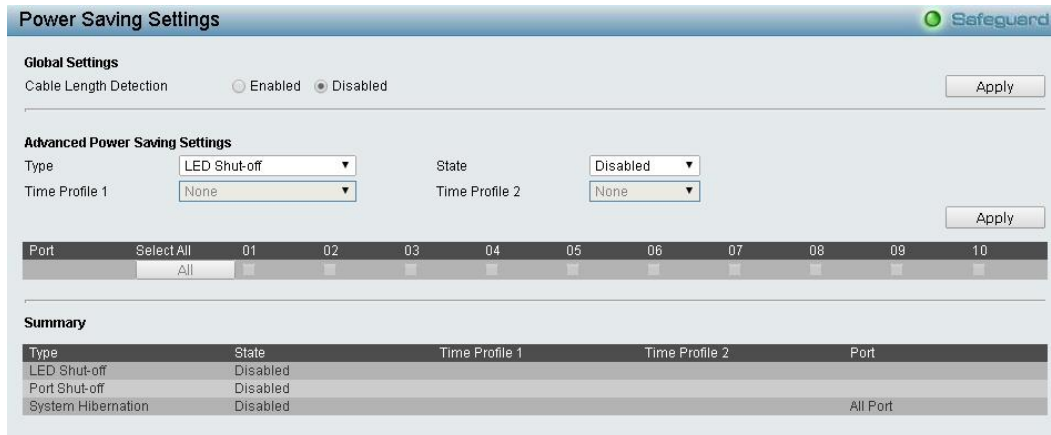 Power Saving Settings Safeguard
Global Settings
Cable Length Detection Enabled Disabled Apply
Advanced Power Saving Settings
Type LED Shut-off State Disabled
Time Profile 1 None Time Profile 2 None
Apply
Port Select All 01 02 03 04 05 06 07 08 09 10
All
Summary
Type State Time Profile 1 Time Profile 2 Port
LED Shut-off Disabled
Port Shut-off Disabled
System Hibernation Disabled All Port